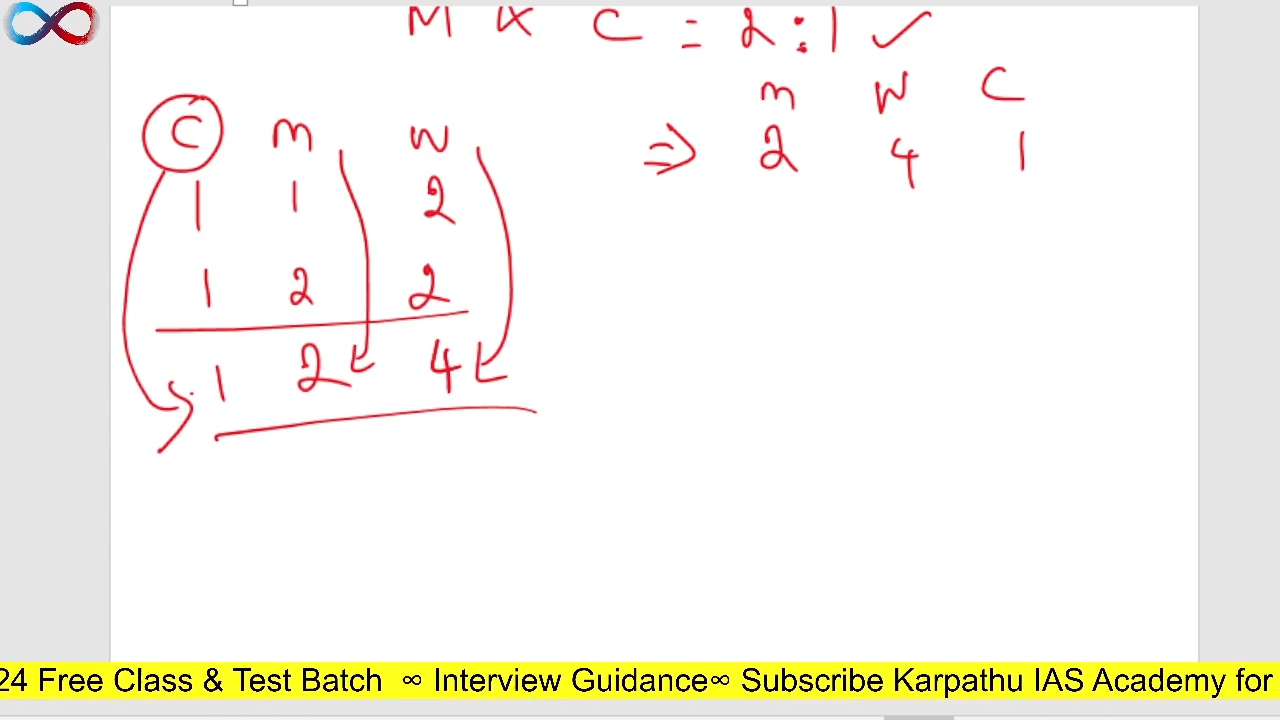 M & C = 2:1 ✓
m W C
⇒ 2 4 1
C m W
1 1 2
1 2 2
1 2 4
24 Free Class & Test Batch ∞ Interview Guidance∞ Subscribe Karpathu IAS Academy for